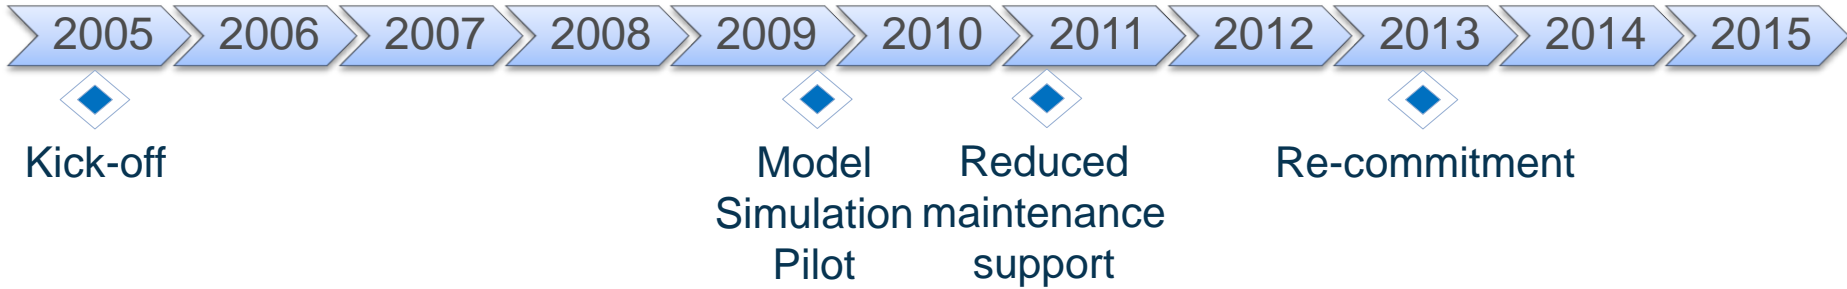 2005 2006 2007 2008 2009 2010 2011 2012 2013 2014 2015
Kick-off
Model
Simulation
Pilot
Reduced
maintenance
support
Re-commitment